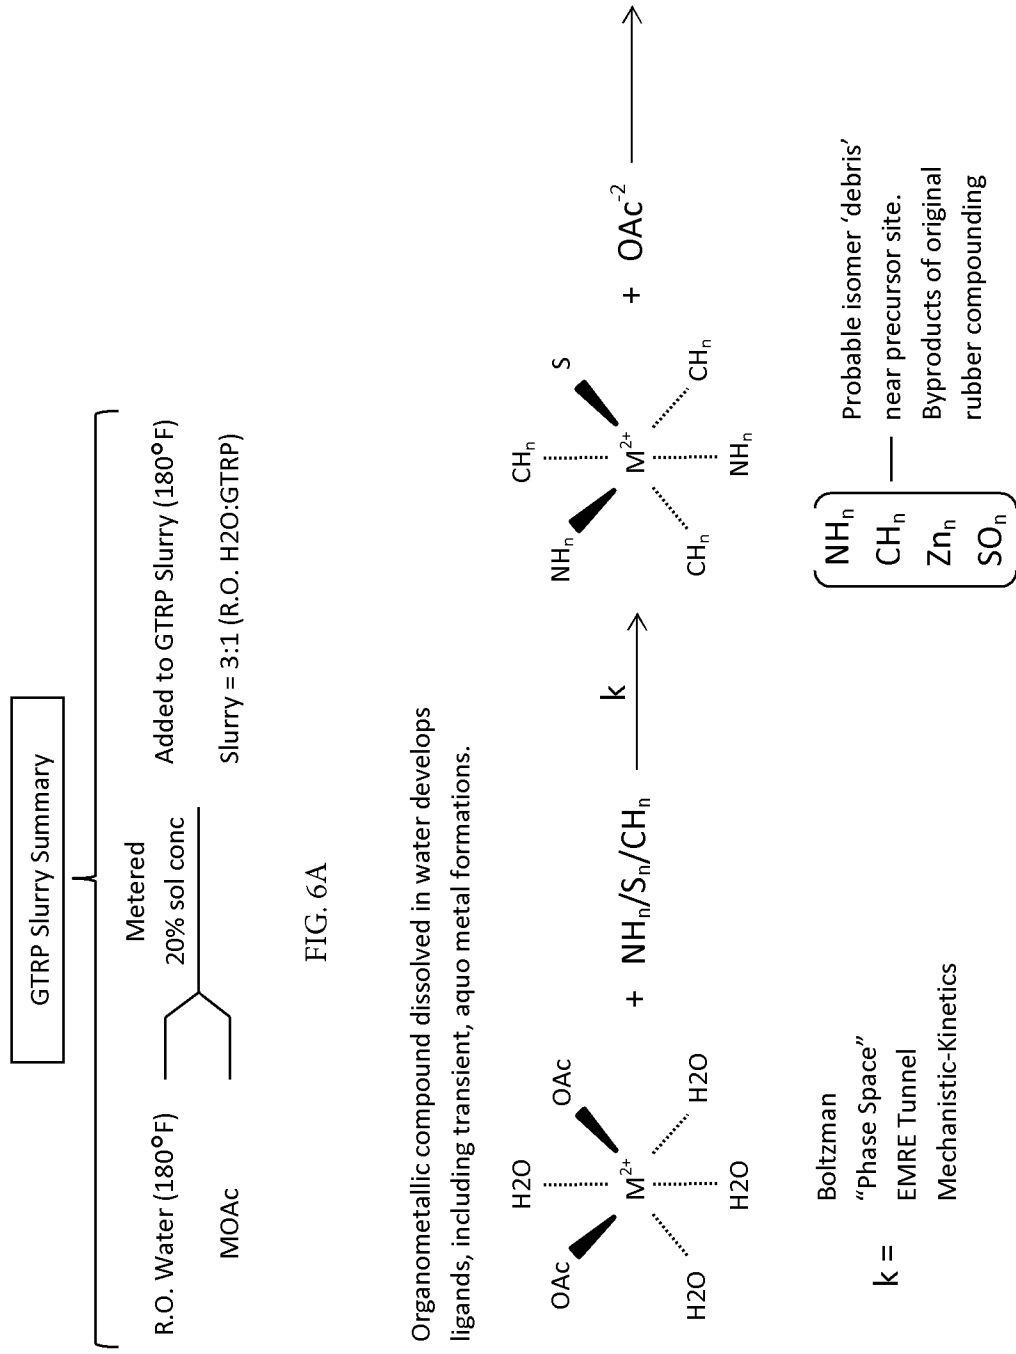 GTRP Slurry Summary
R.O. Water (180°F)
MOAc
Metered
20% sol conc
Added to GTRP Slurry (180°F)
Slurry = 3:1 (R.O. H2O:GTRP)
FIG. 6A
Organometallic compound dissolved in water develops
ligands, including transient, aquo metal formations.
H2O
OAc OAc
M2+
H2O H2O
H2O
+ NHn/Sn/CHn
k
CHn
NHn S
M2+
CHn CHn
NHn
+ OAc-2
k =
Boltzman
“Phase Space”
EMRE Tunnel
Mechanistic-Kinetics
NHn
CHn
Znn
SOn
Probable isomer ‘debris’
near precursor site.
Byproducts of original
rubber compounding